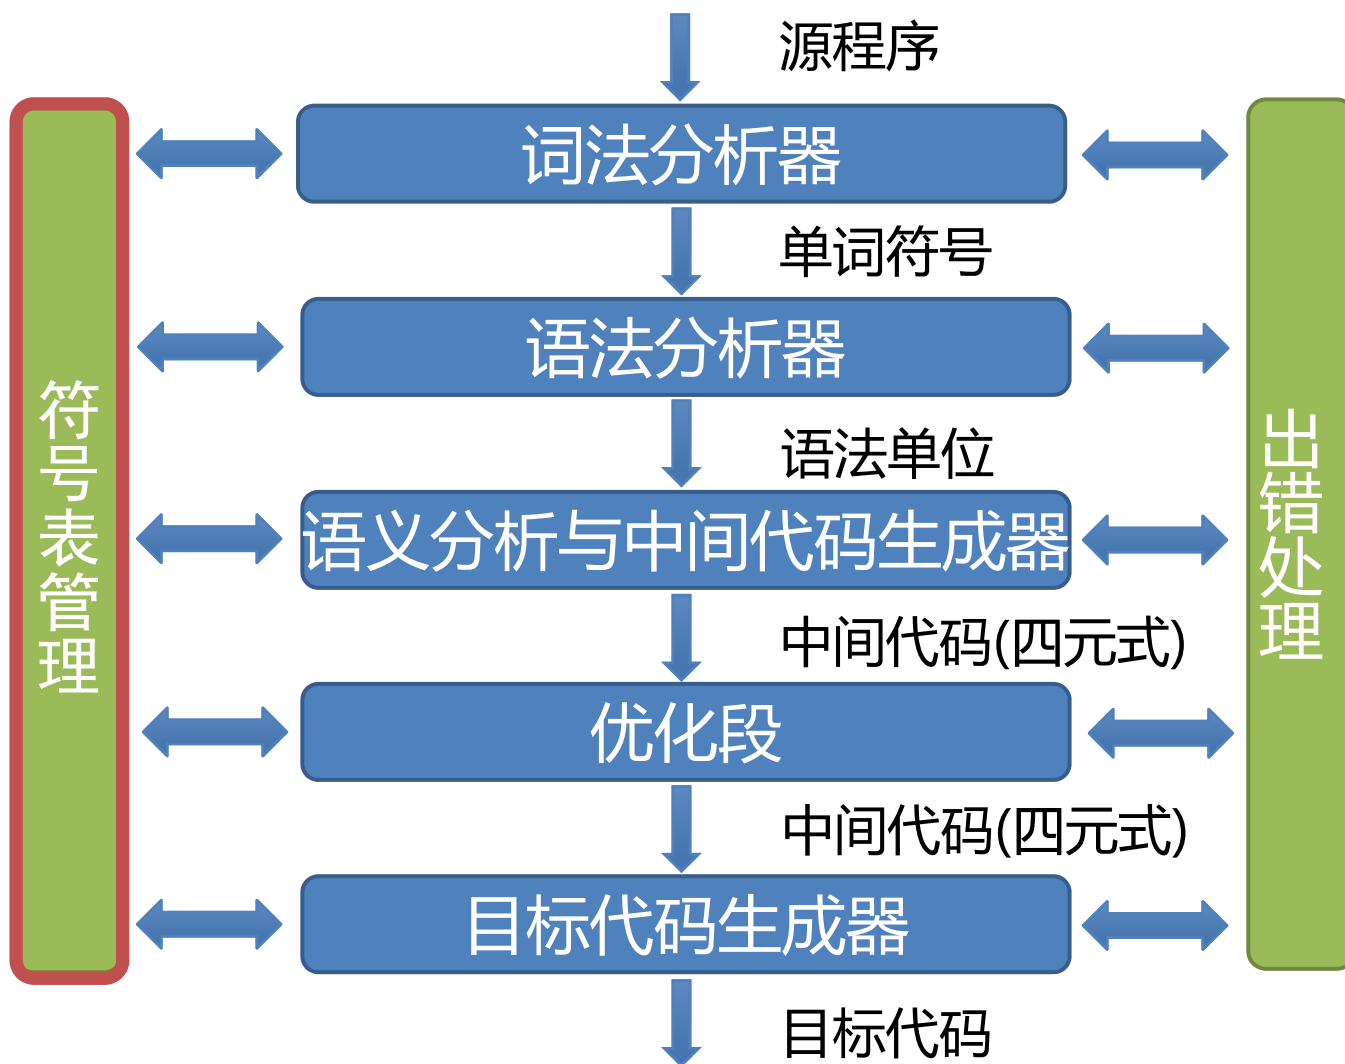 源程序
词法分析器
单词符号
语法分析器
语法单位
语义分析与中间代码生成器
中间代码(四元式)
优化段
中间代码(四元式)
目标代码生成器
目标代码
符号表管理
出错处理